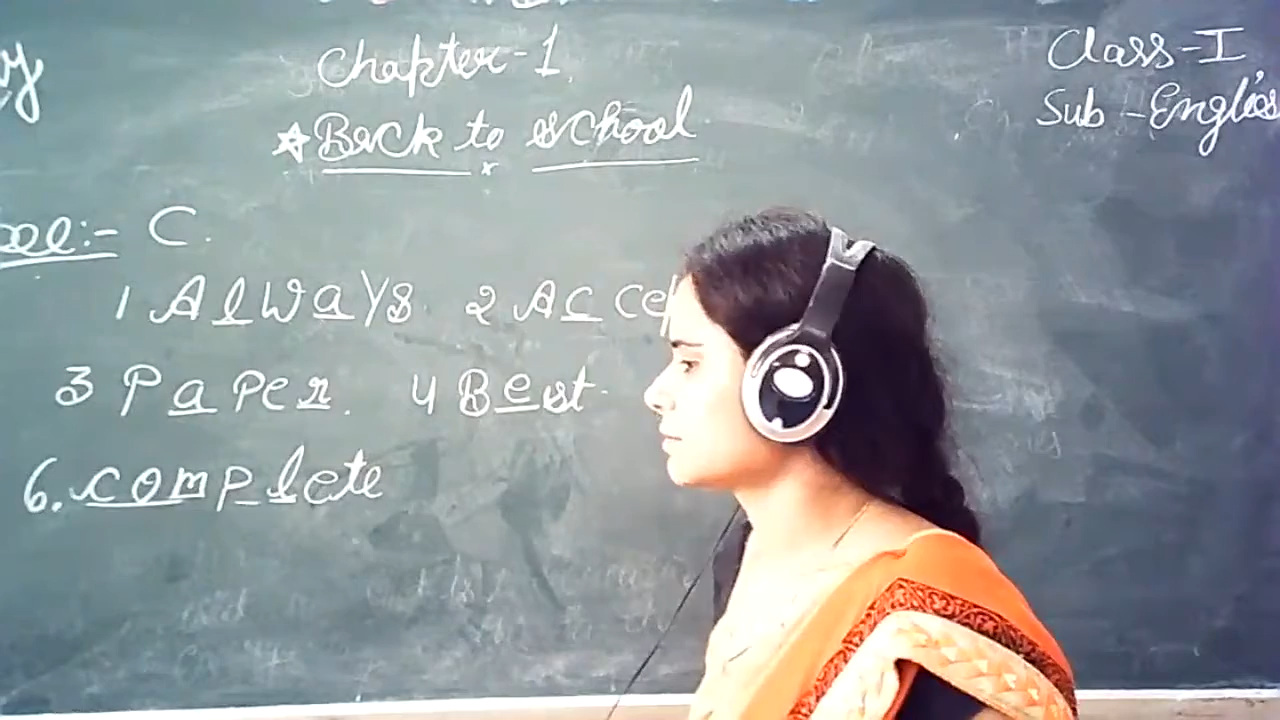 Chapter-1
Class-I
Back to school
Sub-English
C.
1 Always 2 Acce
3 Paper. 4 Best.
6. complete